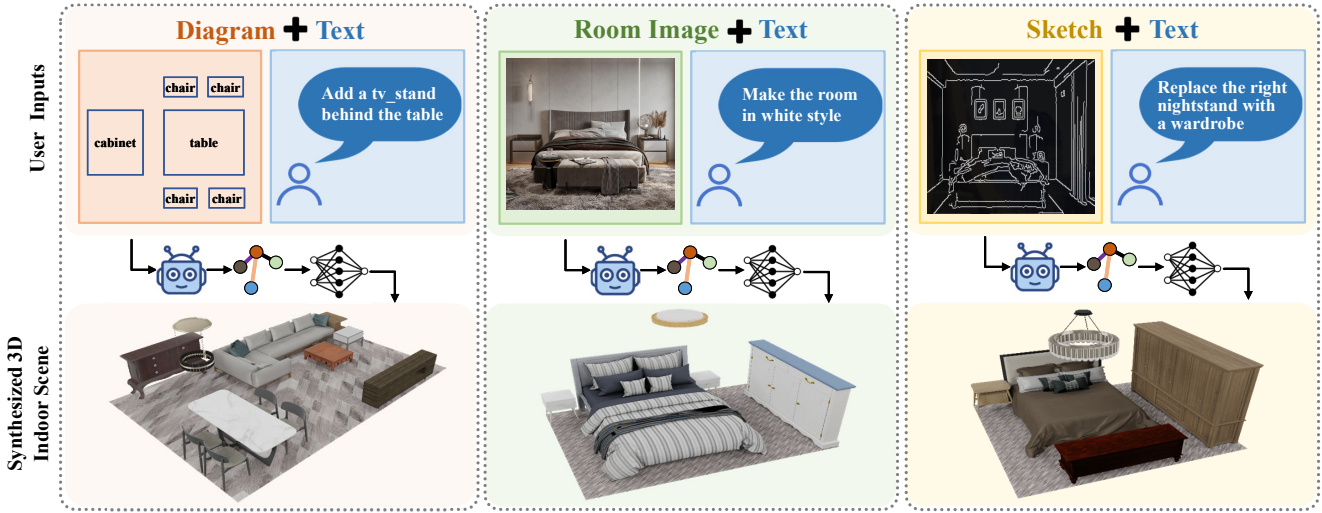 Diagram + Text
Room Image + Text
Sketch + Text
User Inputs
chair chair
cabinet
table
chair chair
Add a tv_stand
behind the table
Make the room
in white style
Replace the right
nightstand with
a wardrobe
Synthesized 3D
Indoor Scene